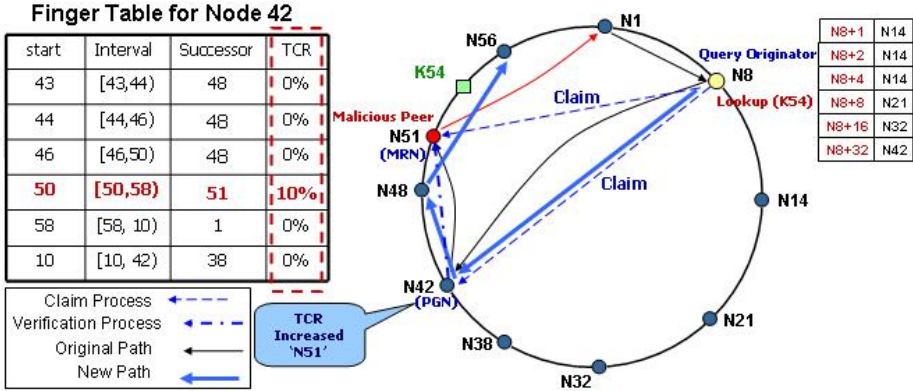 Finger Table for Node 42
start Interval Successor TCR
43 [43,44) 48 0%
44 [44,46) 48 0%
46 [46,50) 48 0%
50 [50,58) 51 10%
58 [58, 10) 1 0%
10 [10, 42) 38 0%
Claim Process
Verification Process
Original Path
New Path
TCR
Increased
'N51'
N1
N56
K54
Query Originator
N8
Lookup (K54)
Claim
Malicious Peer
N51
(MRN)
N48
Claim
N14
N42
(PGN)
N21
N38
N32
N8+1 N14
N8+2 N14
N8+4 N14
N8+8 N21
N8+16 N32
N8+32 N42